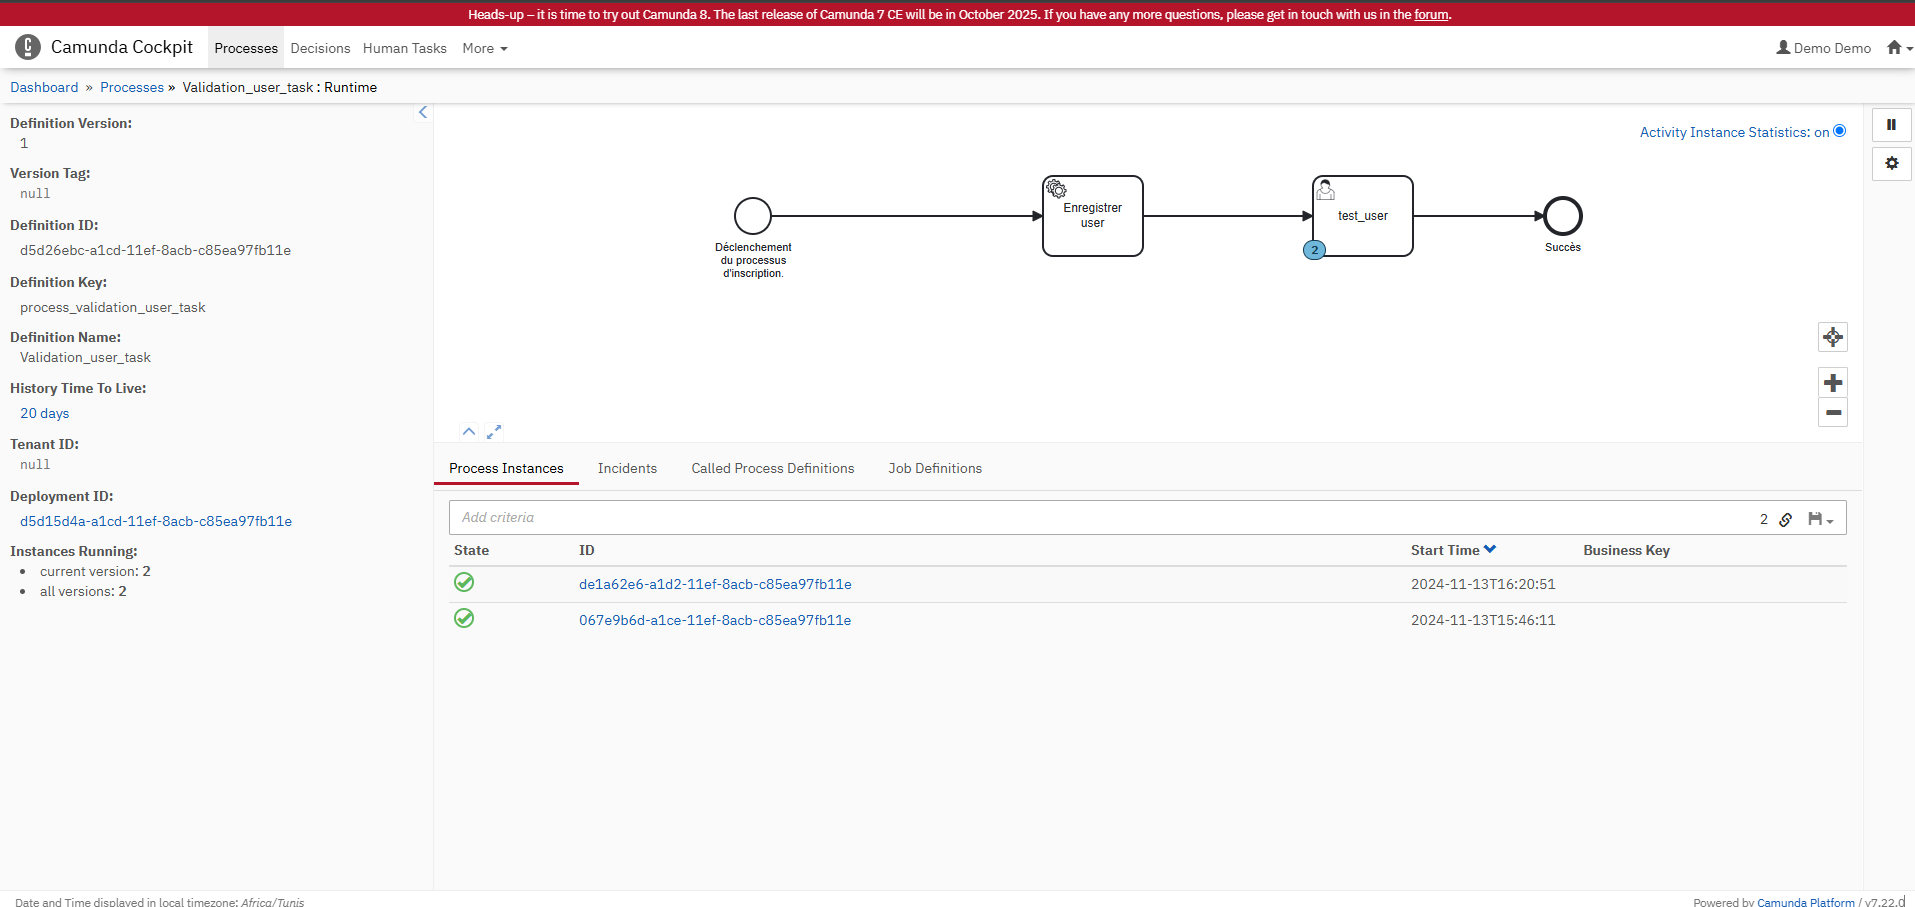 Heads-up – it is time to try out Camunda 8. The last release of Camunda 7 CE will be in October 2025. If you have any more questions, please get in touch with us in the forum.
Camunda Cockpit Processes Decisions Human Tasks More Demo Demo
Dashboard » Processes » Validation_user_task : Runtime
Definition Version:
1
Version Tag:
null
Definition ID:
d5d26ebc-a1cd-11ef-8acb-c85ea97fb11e
Definition Key:
process_validation_user_task
Definition Name:
Validation_user_task
History Time To Live:
20 days
Tenant ID:
null
Deployment ID:
d5d15d4a-a1cd-11ef-8acb-c85ea97fb11e
Instances Running:
current version: 2
all versions: 2
Activity Instance Statistics: on
Déclenchement
du processus
d'inscription.
Enregistrer
user
test_user
2
Succès
Process Instances Incidents Called Process Definitions Job Definitions
Add criteria 2
State ID Start Time Business Key
de1a62e6-a1d2-11ef-8acb-c85ea97fb11e 2024-11-13T16:20:51
067e9b6d-a1ce-11ef-8acb-c85ea97fb11e 2024-11-13T15:46:11
Date and Time displayed in local timezone: Africa/Tunis
Powered by Camunda Platform / v7.22.0